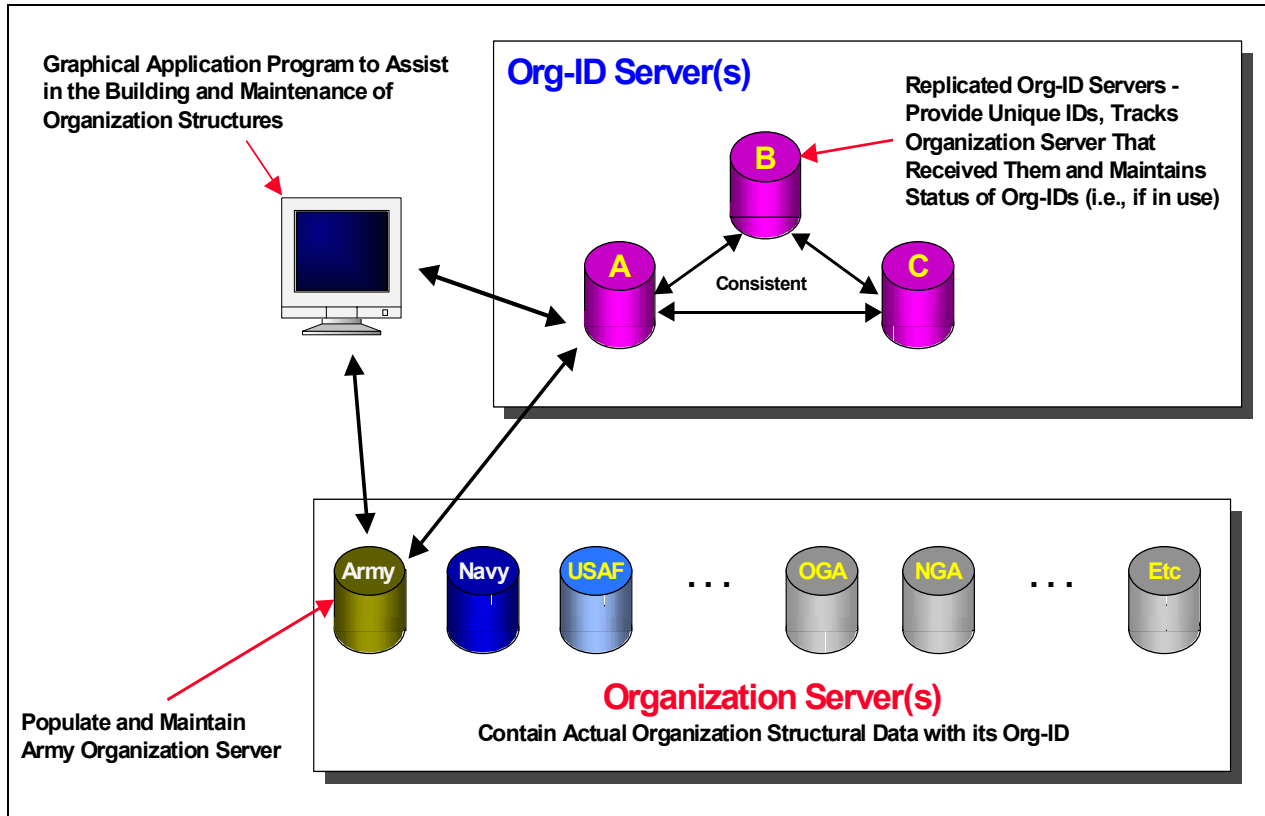 Graphical Application Program to Assist
in the Building and Maintenance of
Organization Structures
Org-ID Server(s)
Replicated Org-ID Servers -
Provide Unique IDs, Tracks
Organization Server That
Received Them and Maintains
Status of Org-IDs (i.e., if in use)
B
A
C
Consistent
Army
Navy
USAF
. . .
OGA
NGA
. . .
Etc
Organization Server(s)
Contain Actual Organization Structural Data with its Org-ID
Populate and Maintain
Army Organization Server